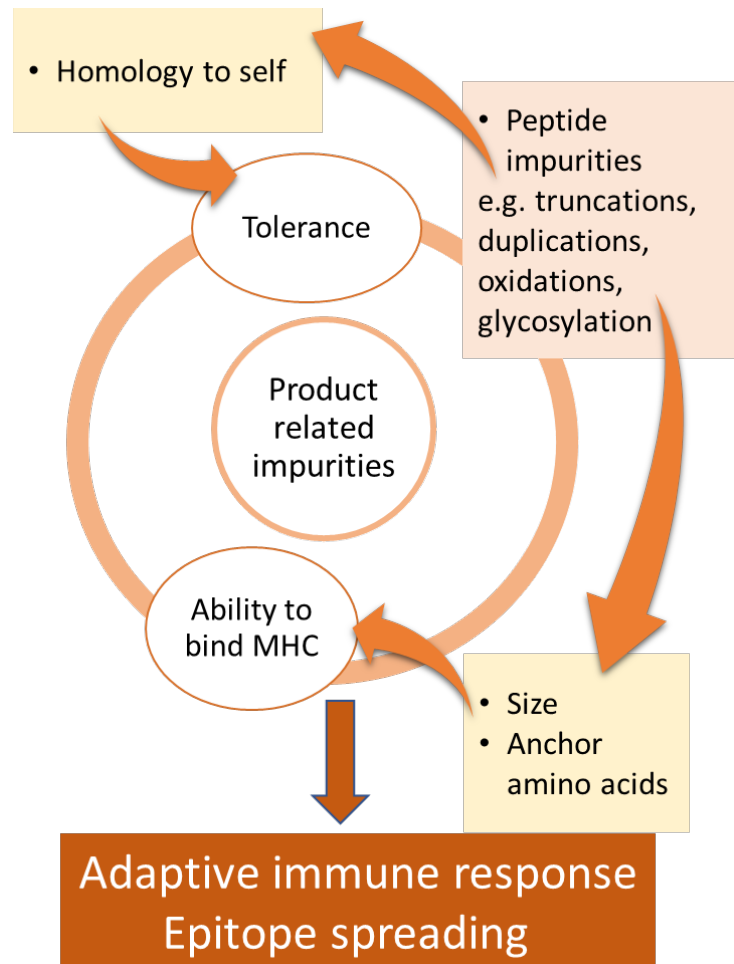 • Homology to self
• Peptide
impurities
e.g. truncations,
duplications,
oxidations,
glycosylation
Tolerance
Product
related
impurities
Ability to
bind MHC
• Size
• Anchor
amino acids
Adaptive immune response
Epitope spreading